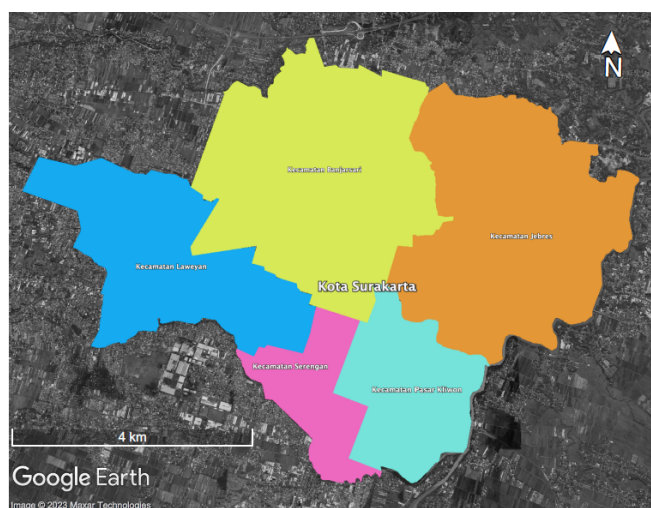 N
Kecamatan Banjarsari
Kecamatan Jebres
Kecamatan Laweyan
Kota Surakarta
Kecamatan Serengan
Kecamatan Pasar Kliwon
4 km
Google Earth
Image © 2023 Maxar Technologies